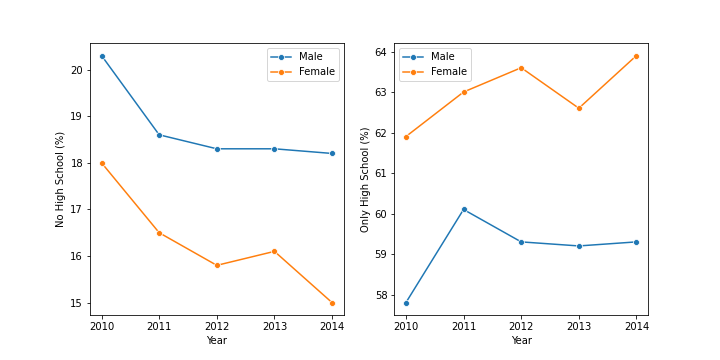 Male
Female
No High School (%)
20
19
18
17
16
15
2010 2011 2012 2013 2014
Year
Male
Female
Only High School (%)
64
63
62
61
60
59
58
2010 2011 2012 2013 2014
Year